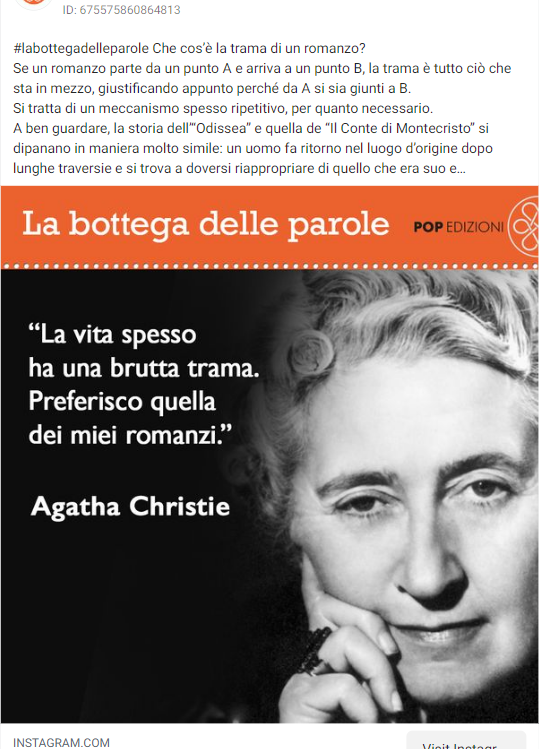 ID: 675575860864813
#labottegadelleparole Che cos’è la trama di un romanzo?
Se un romanzo parte da un punto A e arriva a un punto B, la trama è tutto ciò che
sta in mezzo, giustificando appunto perché da A si sia giunti a B.
Si tratta di un meccanismo spesso ripetitivo, per quanto necessario.
A ben guardare, la storia dell’“Odissea” e quella de “Il Conte di Montecristo” si
dipanano in maniera molto simile: un uomo fa ritorno nel luogo d’origine dopo
lunghe traversie e si trova a doversi riappropriare di quello che era suo e...
La bottega delle parole
POP EDIZIONI
“La vita spesso
ha una brutta trama.
Preferisco quella
dei miei romanzi.”
Agatha Christie
INSTAGRAM.COM
Visit Instagr